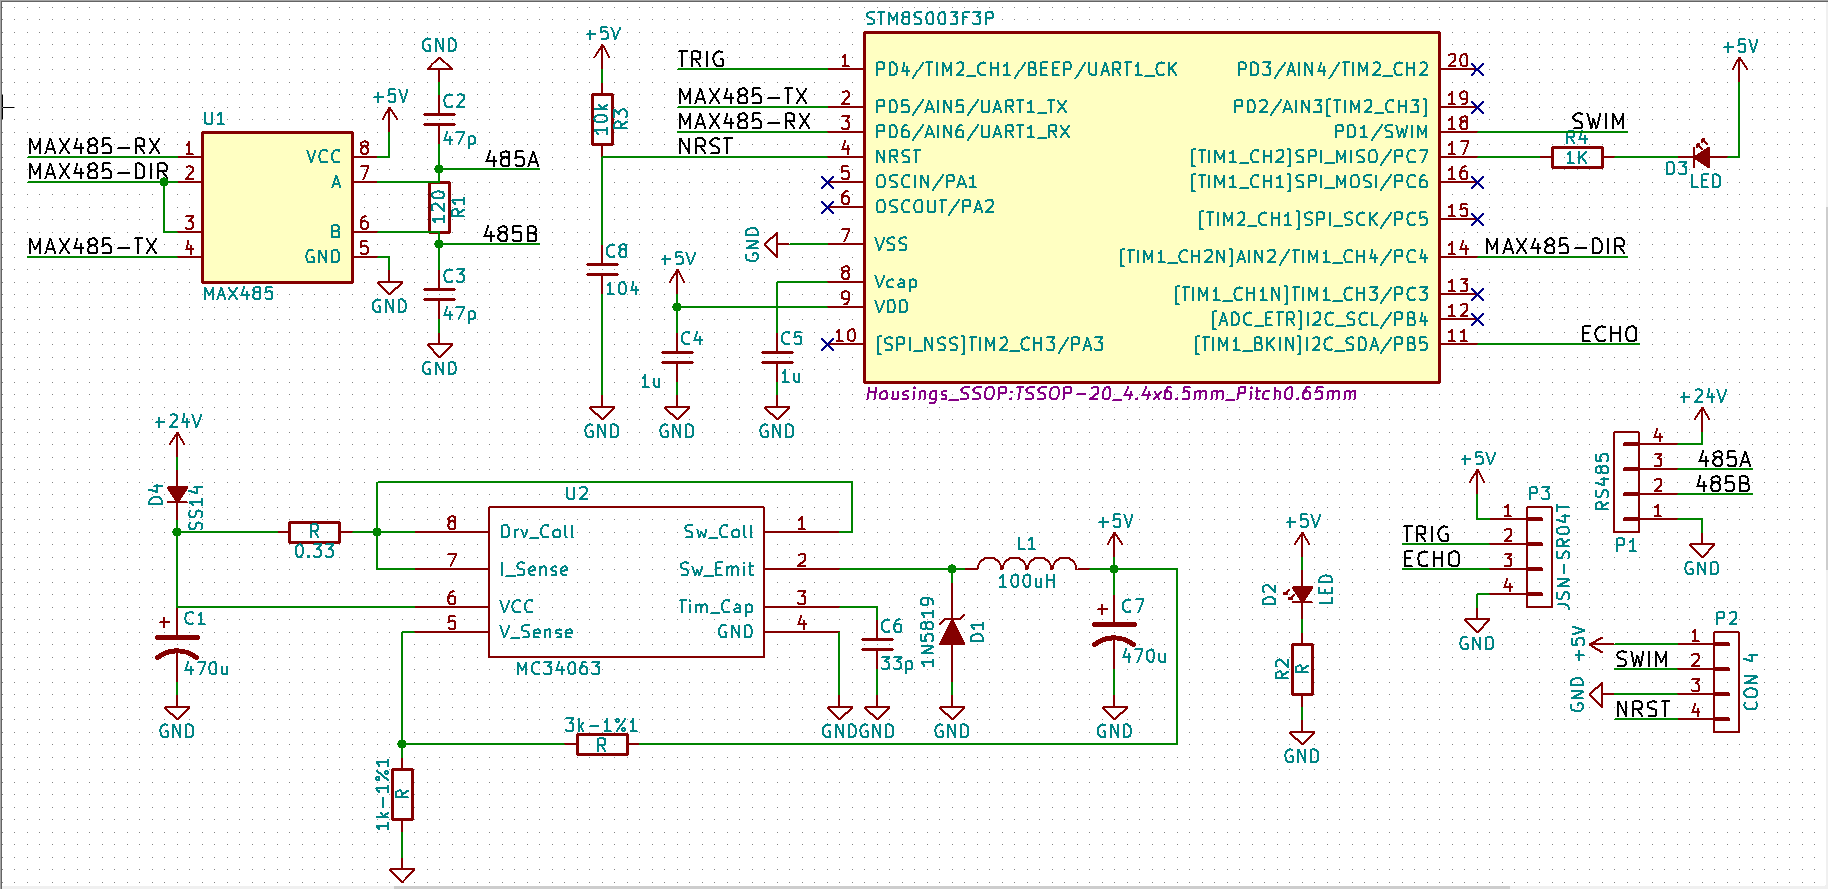 STM8S003F3P
TRIG
1
PD4/TIM2_CH1/BEEP/UART1_CK
MAX485-TX
2
PD5/AIN5/UART1_TX
MAX485-RX
3
PD6/AIN6/UART1_RX
NRST
4
NRST
5
OSCIN/PA1
6
OSCOUT/PA2
GND
7
VSS
8
Vcap
9
VDD
10
[SPI_NSS]TIM2_CH3/PA3
PD3/AIN4/TIM2_CH2
20
PD2/AIN3[TIM2_CH3]
19
PD1/SWIM
18
SWIM
[TIM1_CH2]SPI_MISO/PC7
17
[TIM1_CH1]SPI_MOSI/PC6
16
[TIM2_CH1]SPI_SCK/PC5
15
[TIM1_CH2N]AIN2/TIM1_CH4/PC4
14
MAX485-DIR
[TIM1_CH1N]TIM1_CH3/PC3
13
[ADC_ETR]I2C_SCL/PB4
12
[TIM1_BKIN]I2C_SDA/PB5
11
ECHO
Housings_SSOP:TSSOP-20_4.4x6.5mm_Pitch0.65mm
R4
1K
D3
LED
+5V
+5V
10k
R3
C8
104
GND
+5V
C4
1u
GND
C5
1u
GND
U1
MAX485-RX
1
MAX485-DIR
2
3
MAX485-TX
4
VCC
8
A
7
B
6
GND
5
MAX485
+5V
GND
GND
C2
47p
485A
120
R1
485B
C3
47p
GND
+24V
D4
SS14
R
0.33
C1
470u
GND
U2
8
Drv_Coll
7
I_Sense
6
VCC
5
V_Sense
Sw_Coll
1
Sw_Emit
2
Tim_Cap
3
GND
4
MC34063
C6
33p
GND
GND
1N5819
D1
GND
L1
100uH
+5V
C7
470u
GND
3k-1%1
R
1k-1%1
R
+5V
D2
LED
R2
R
GND
+5V
P3
1
TRIG
2
ECHO
3
4
JSN-SR04T
GND
+24V
RS485
4
3
485A
2
485B
1
P1
GND
P2
+5V
1
SWIM
2
GND
3
NRST
4
CON 4